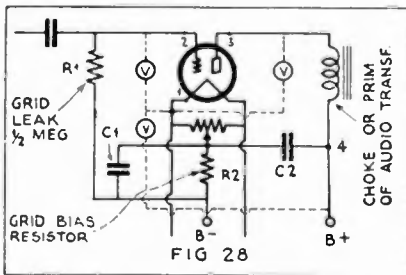 R1
GRID
LEAK
1/2 MEG
C1
GRID BIAS
RESISTOR
V
V
V
2
3
1
R2
C2
4
B-
B+
FIG 28
CHOKE OR PRIM
OF AUDIO TRANSF.